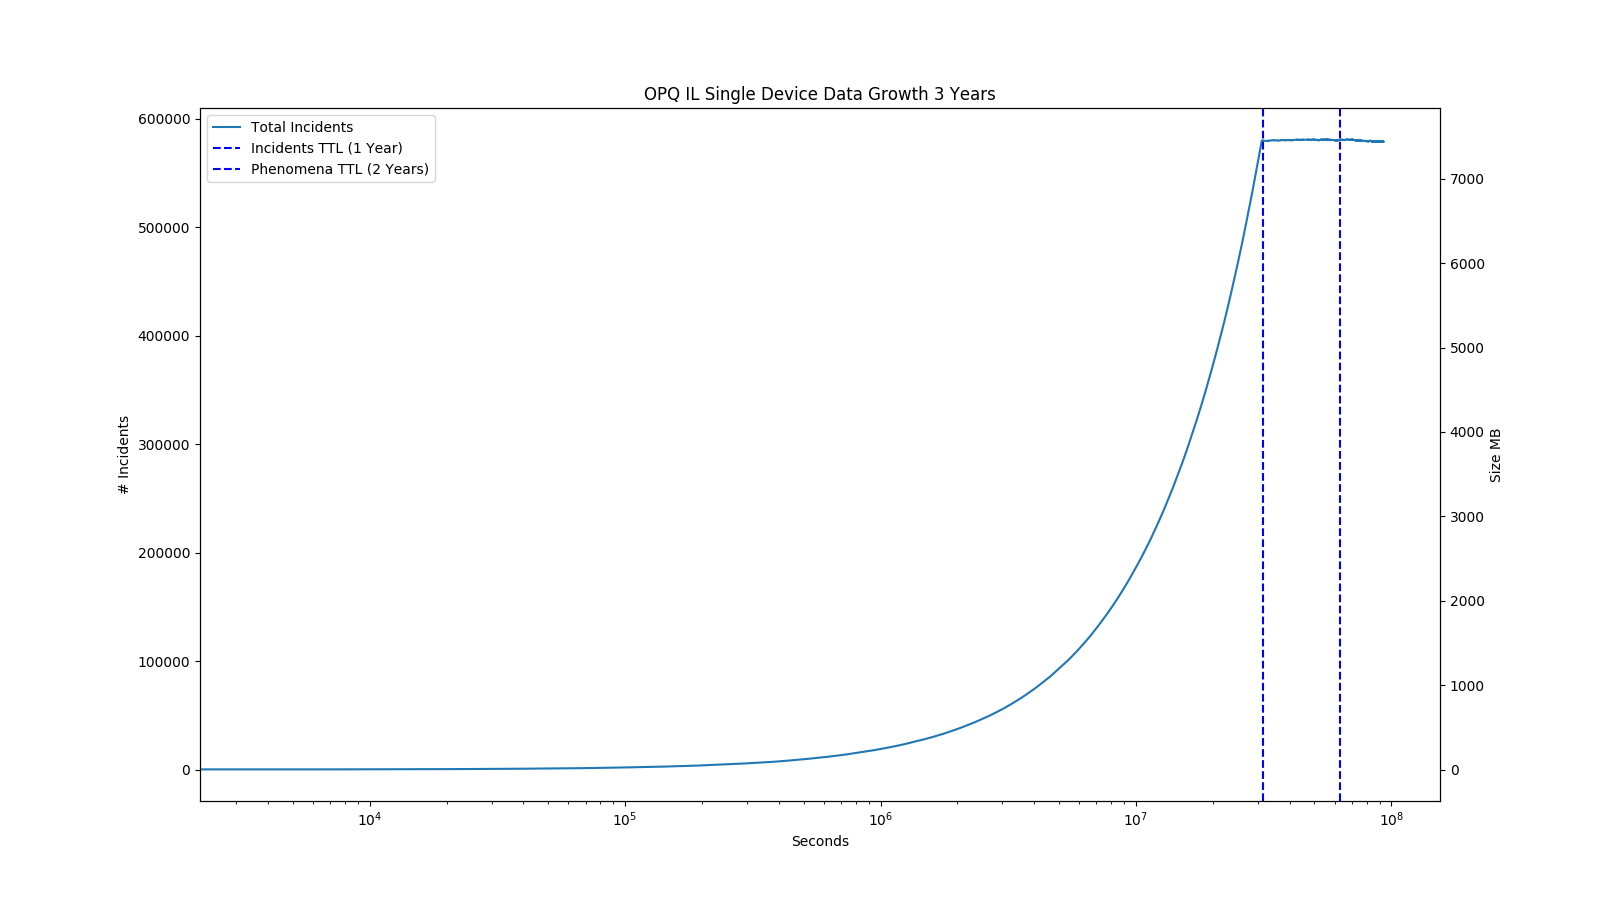 OPQ IL Single Device Data Growth 3 Years
Total Incidents
Incidents TTL (1 Year)
Phenomena TTL (2 Years)
# Incidents
600000
500000
400000
300000
200000
100000
0
7000
6000
5000
4000
3000
2000
1000
0
Size MB
10⁴ 10⁵ 10⁶ 10⁷ 10⁸
Seconds